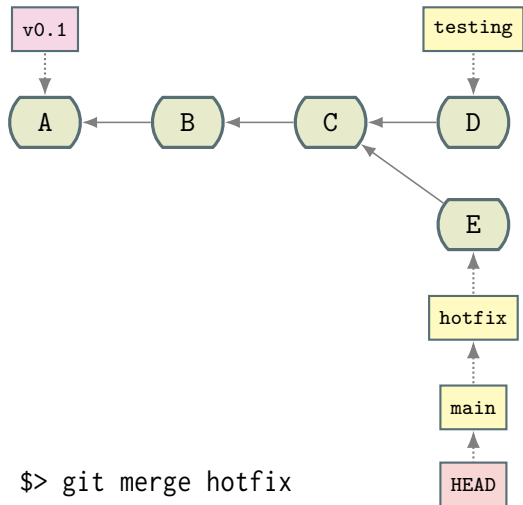 v0.1 testing
A B C D
E
hotfix
main
$> git merge hotfix HEAD